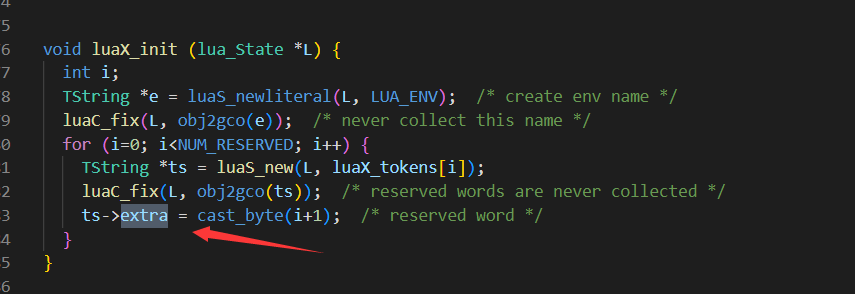 4
5
6 void luaX_init (lua_State *L) {
7 int i;
8 TString *e = luaS_newliteral(L, LUA_ENV); /* create env name */
9 luaC_fix(L, obj2gco(e)); /* never collect this name */
0 for (i=0; i<NUM_RESERVED; i++) {
1 TString *ts = luaS_new(L, luaX_tokens[i]);
2 luaC_fix(L, obj2gco(ts)); /* reserved words are never collected */
3 ts->extra = cast_byte(i+1); /* reserved word */
4 }
5 }
6